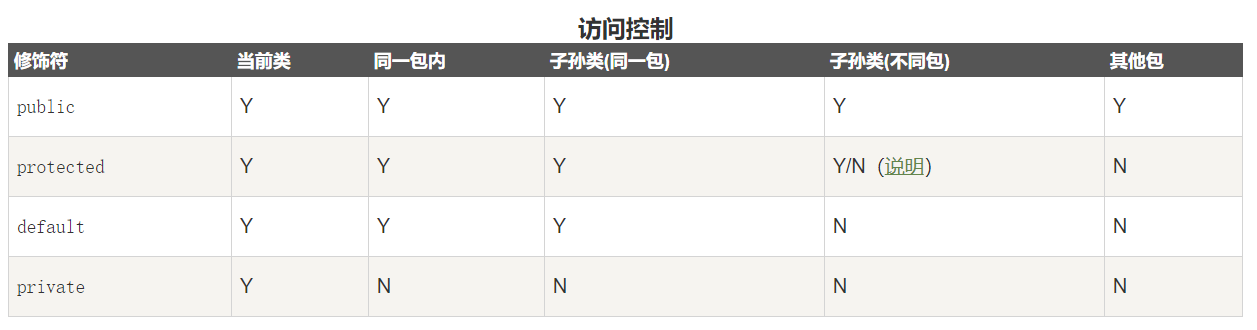 访问控制
修饰符 当前类 同一包内 子孙类(同一包) 子孙类(不同包) 其他包
public Y Y Y Y Y
protected Y Y Y Y/N (说明) N
default Y Y Y N N
private Y N N N N